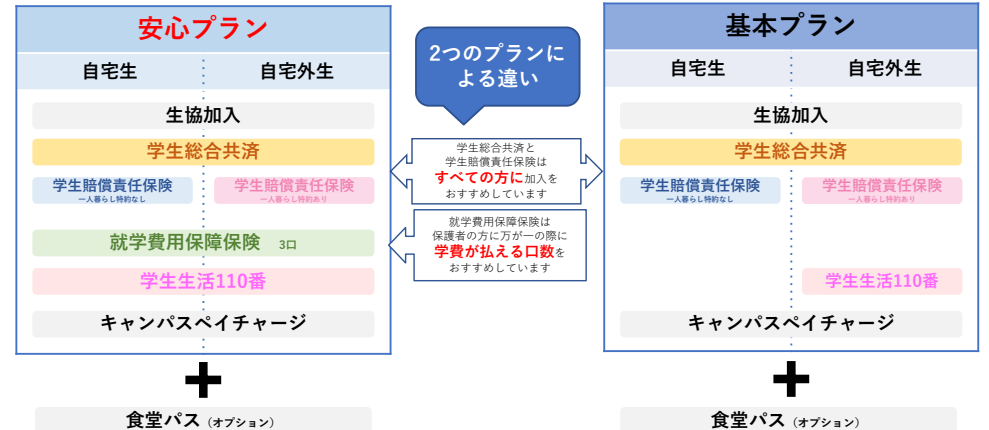 安心プラン
自宅生
自宅外生
生協加入
学生総合共済
学生賠償責任保険
一人暮らし特約なし
学生賠償責任保険
一人暮らし特約あり
就学費用保障保険 3口
学生生活110番
キャンパスペイチャージ
食堂パス（オプション）
2つのプランに
よる違い
学生総合共済と
学生賠償責任保険は
すべての方に加入を
おすすめしています
就学費用保障保険は
保護者の方に万が一の際に
学費が払える口数を
おすすめしています
基本プラン
自宅生
自宅外生
生協加入
学生総合共済
学生賠償責任保険
一人暮らし特約なし
学生賠償責任保険
一人暮らし特約あり
学生生活110番
キャンパスペイチャージ
食堂パス（オプション）